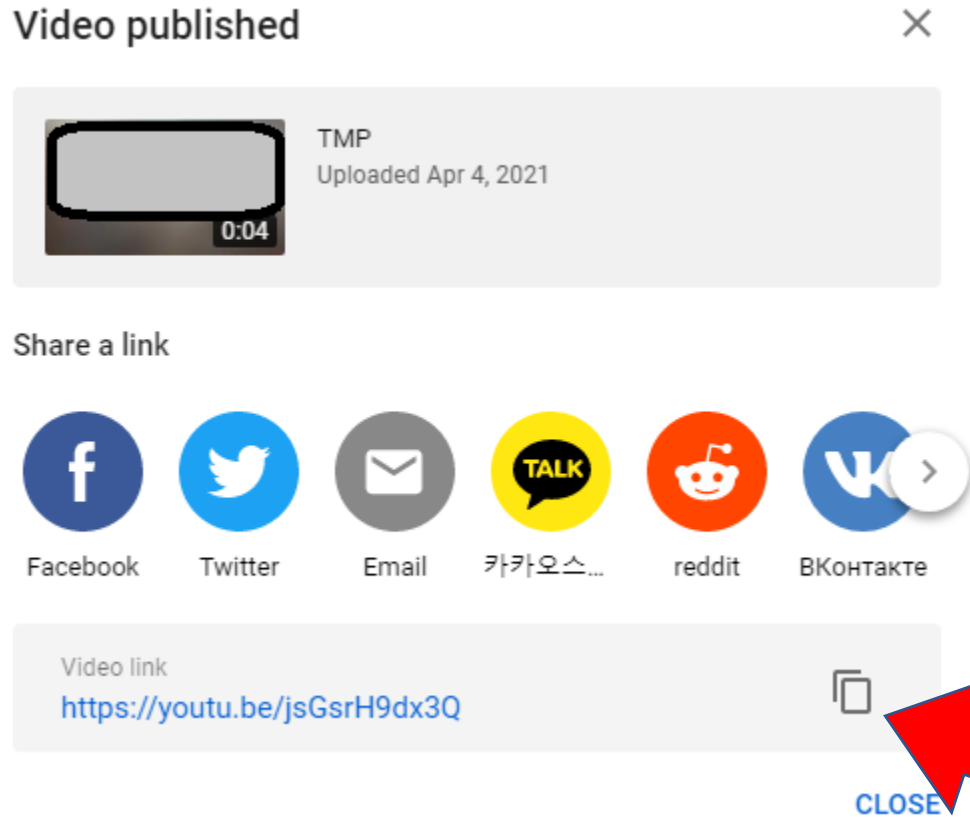 Video published
TMP
Uploaded Apr 4, 2021
0:04
Share a link
TALK
Facebook
Twitter
Email
카카오스...
reddit
ВКонтакте
Video link
https://youtu.be/jsGsrH9dx3Q
CLOSE